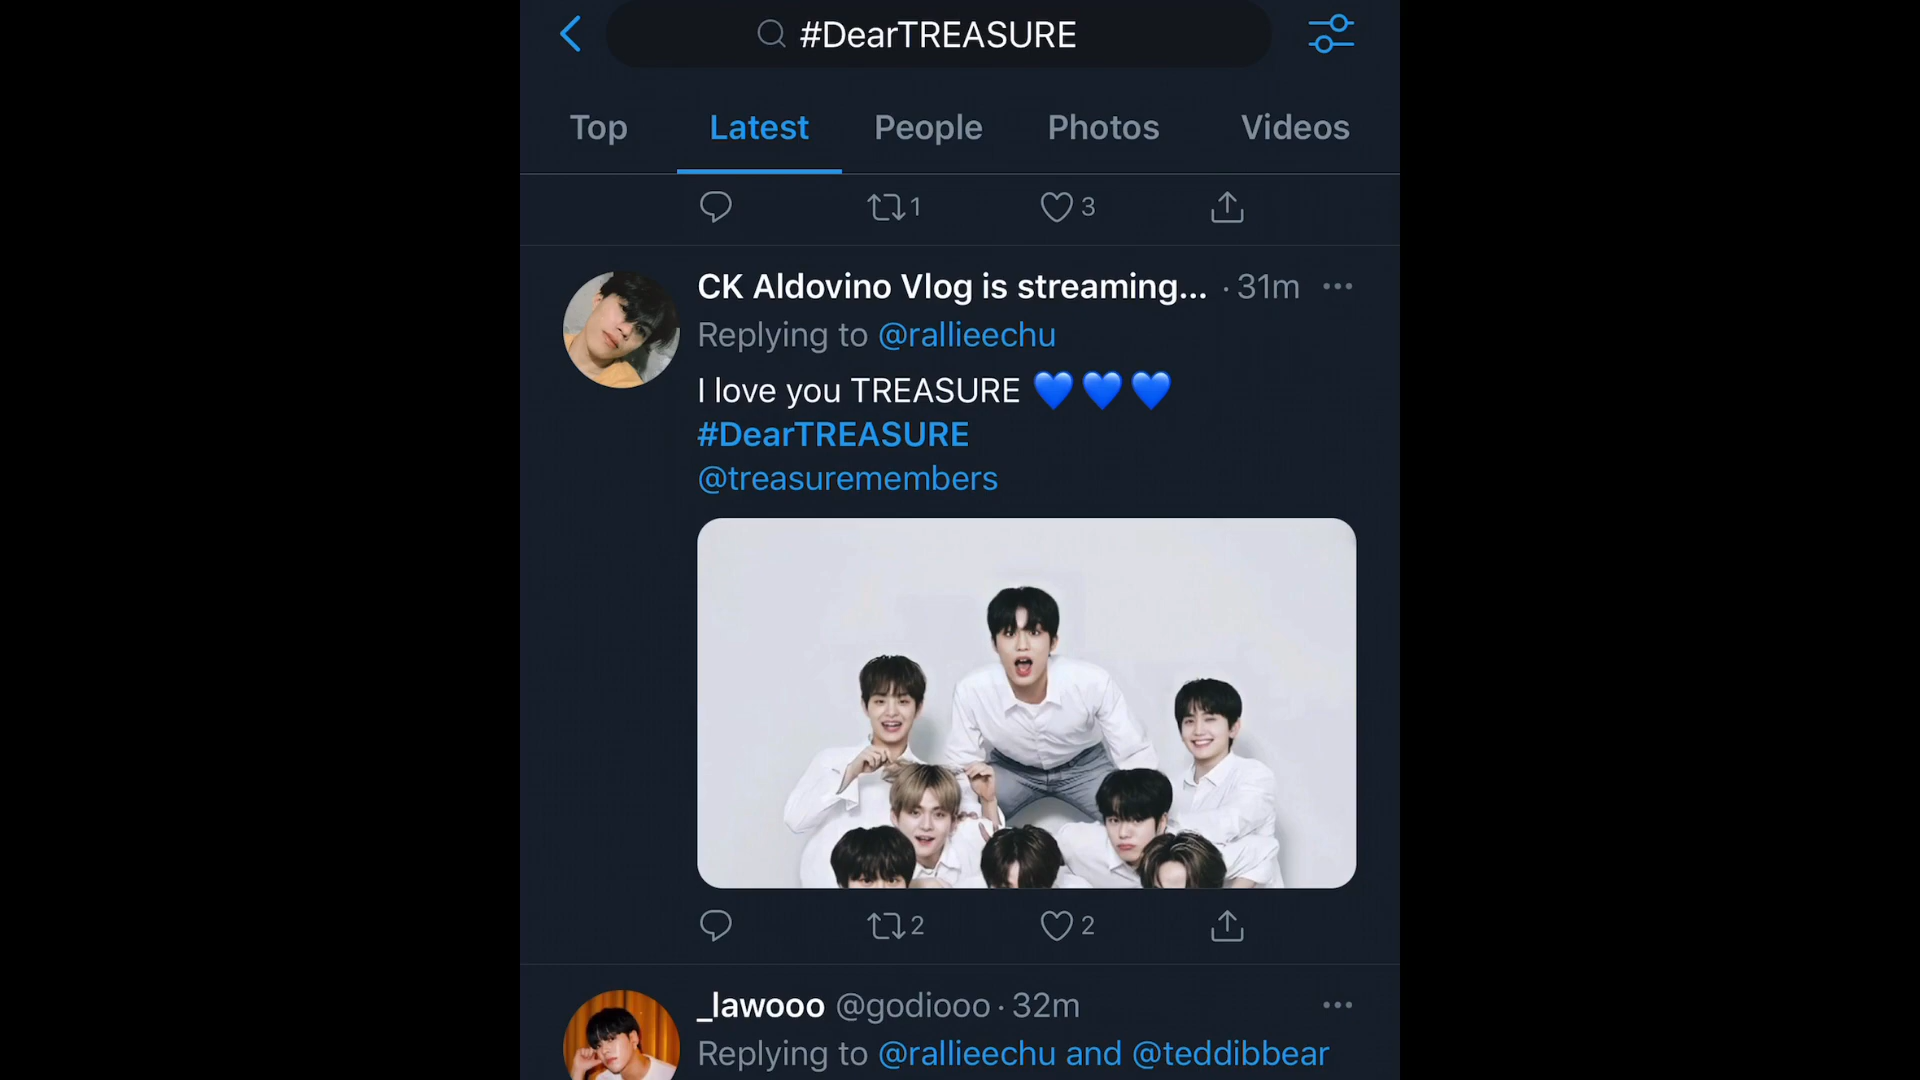 #DearTREASURE
Top Latest People Photos Videos
1 3
CK Aldovino Vlog is streaming... · 31m
Replying to @rallieechu
I love you TREASURE 💙💙💙
#DearTREASURE
@treasuremembers
2 2
_lawooo @godiooo · 32m
Replying to @rallieechu and @teddibbear